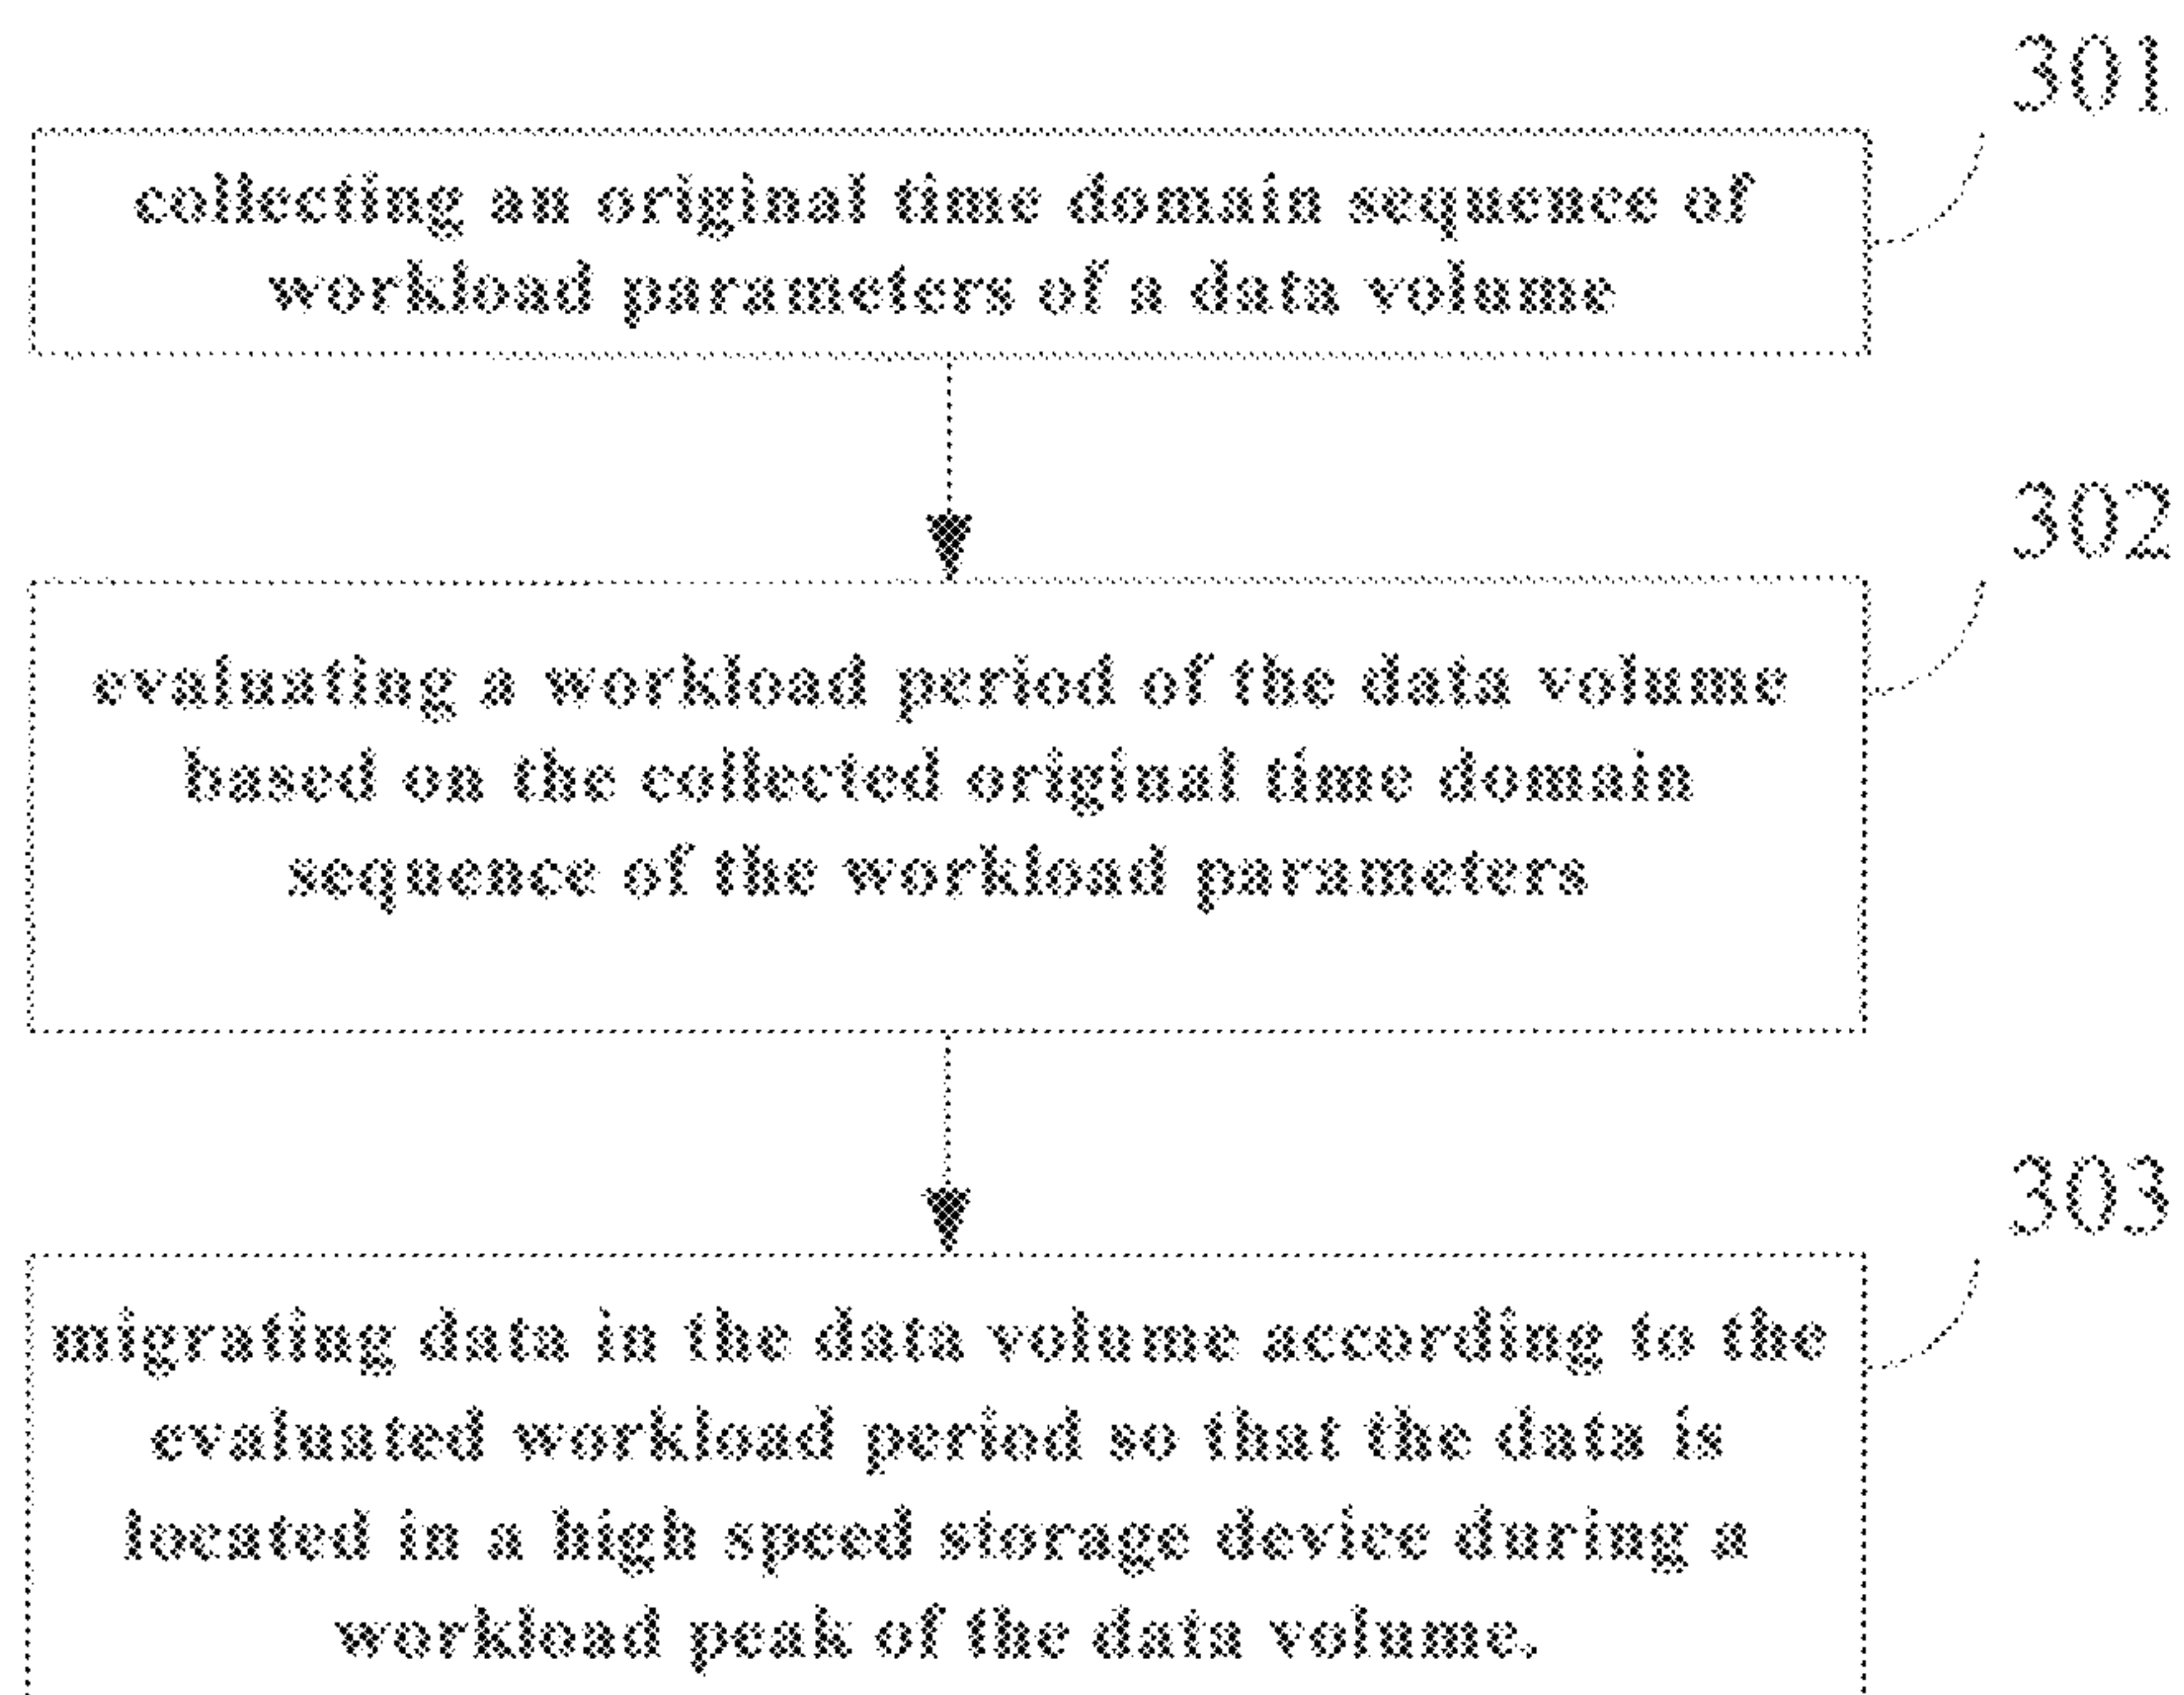 301
collecting an original time domain sequence of
workload parameters of a data volume
302
evaluating a workload period of the data volume
based on the collected original time domain
sequence of the workload parameters
303
migrating data in the data volume according to the
evaluated workload period so that the data is
located in a high speed storage device during a
workload peak of the data volume.